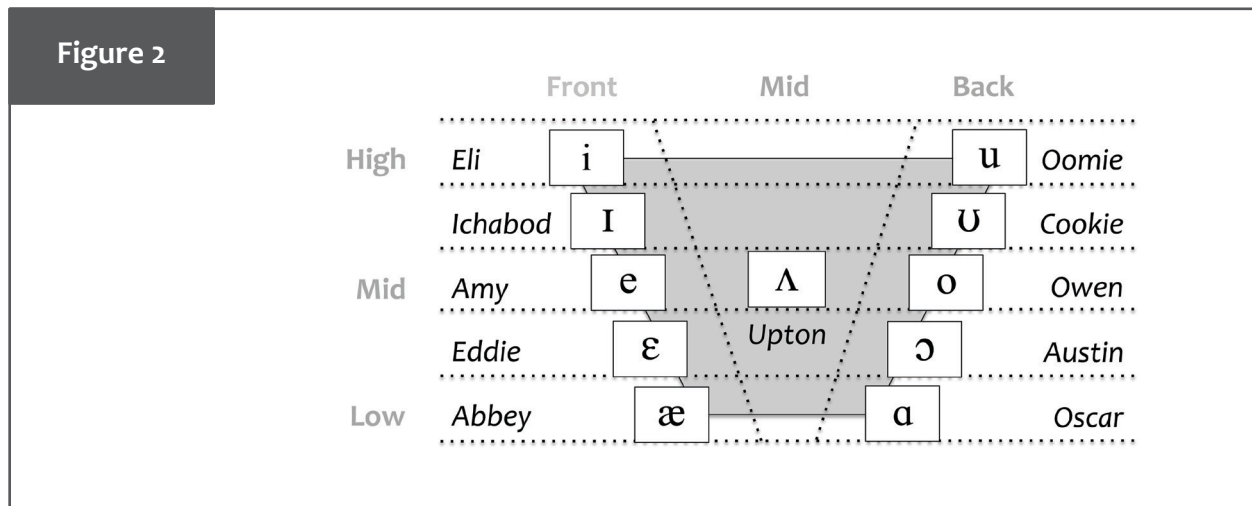 Figure 2
Front Mid Back
High Eli i u Oomie
Ichabod ɪ ʊ Cookie
Mid Amy e ʌ o Owen
Upton
Eddie ɛ ɔ Austin
Low Abbey æ ɑ Oscar